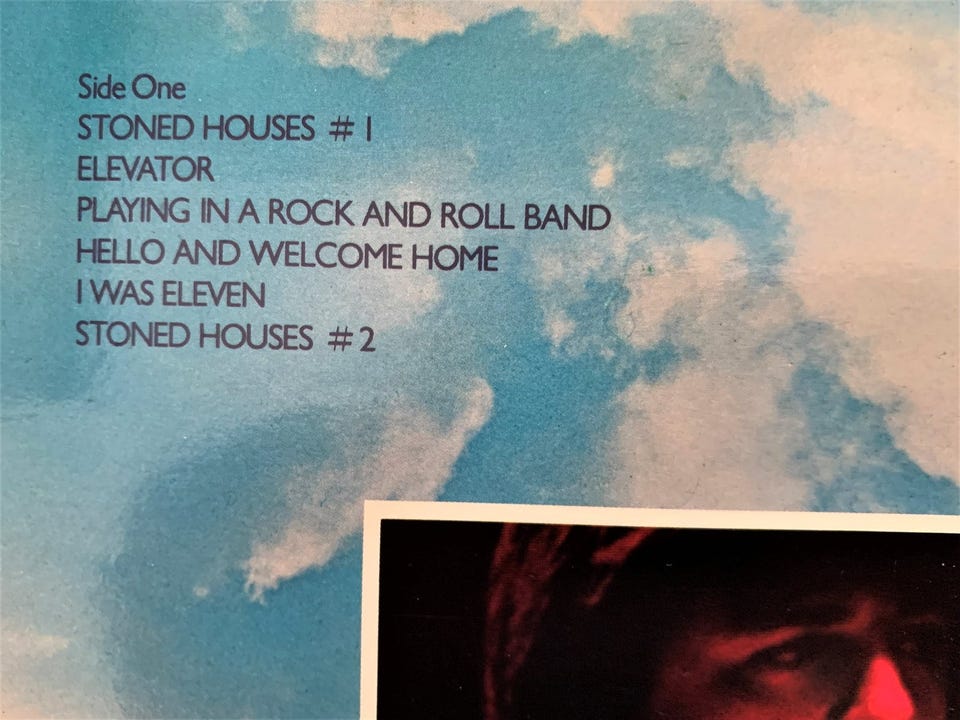 Side One
STONED HOUSES # 1
ELEVATOR
PLAYING IN A ROCK AND ROLL BAND
HELLO AND WELCOME HOME
I WAS ELEVEN
STONED HOUSES # 2